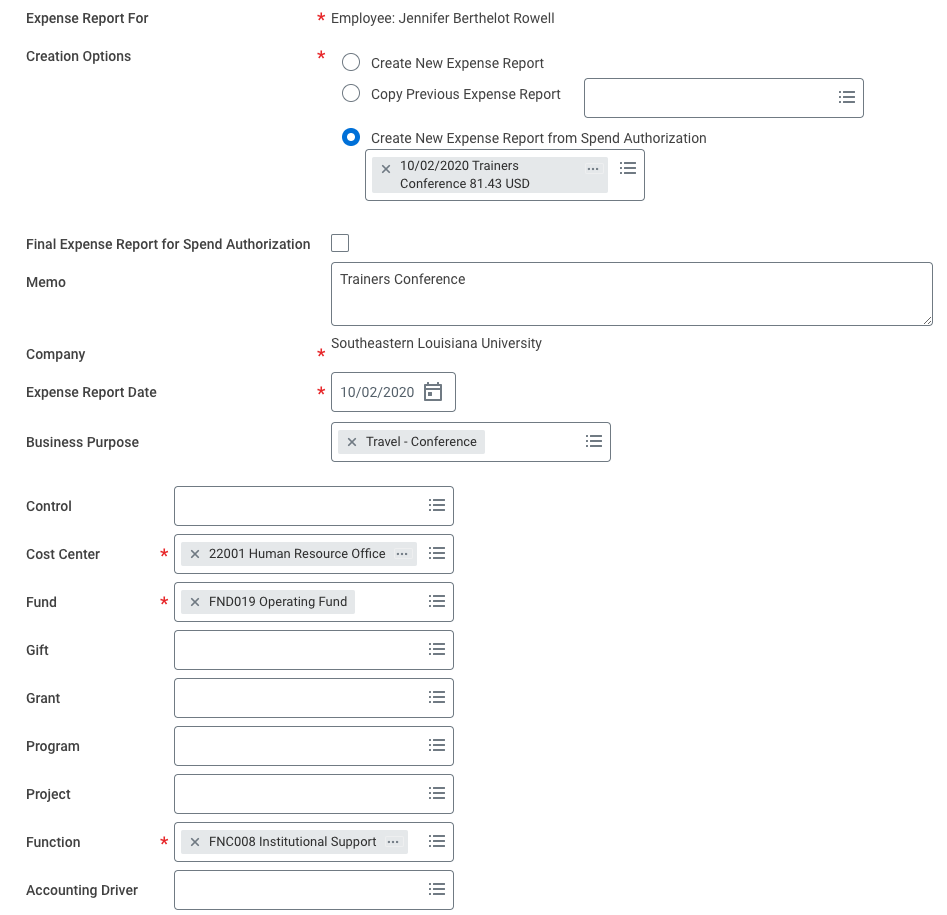 Expense Report For * Employee: Jennifer Berthelot Rowell
Creation Options *
Create New Expense Report
Copy Previous Expense Report
Create New Expense Report from Spend Authorization
10/02/2020 Trainers
Conference 81.43 USD
Final Expense Report for Spend Authorization
Memo
Trainers Conference
Company * Southeastern Louisiana University
Expense Report Date * 10/02/2020
Business Purpose Travel - Conference
Control
Cost Center * 22001 Human Resource Office
Fund * FND019 Operating Fund
Gift
Grant
Program
Project
Function * FNC008 Institutional Support
Accounting Driver